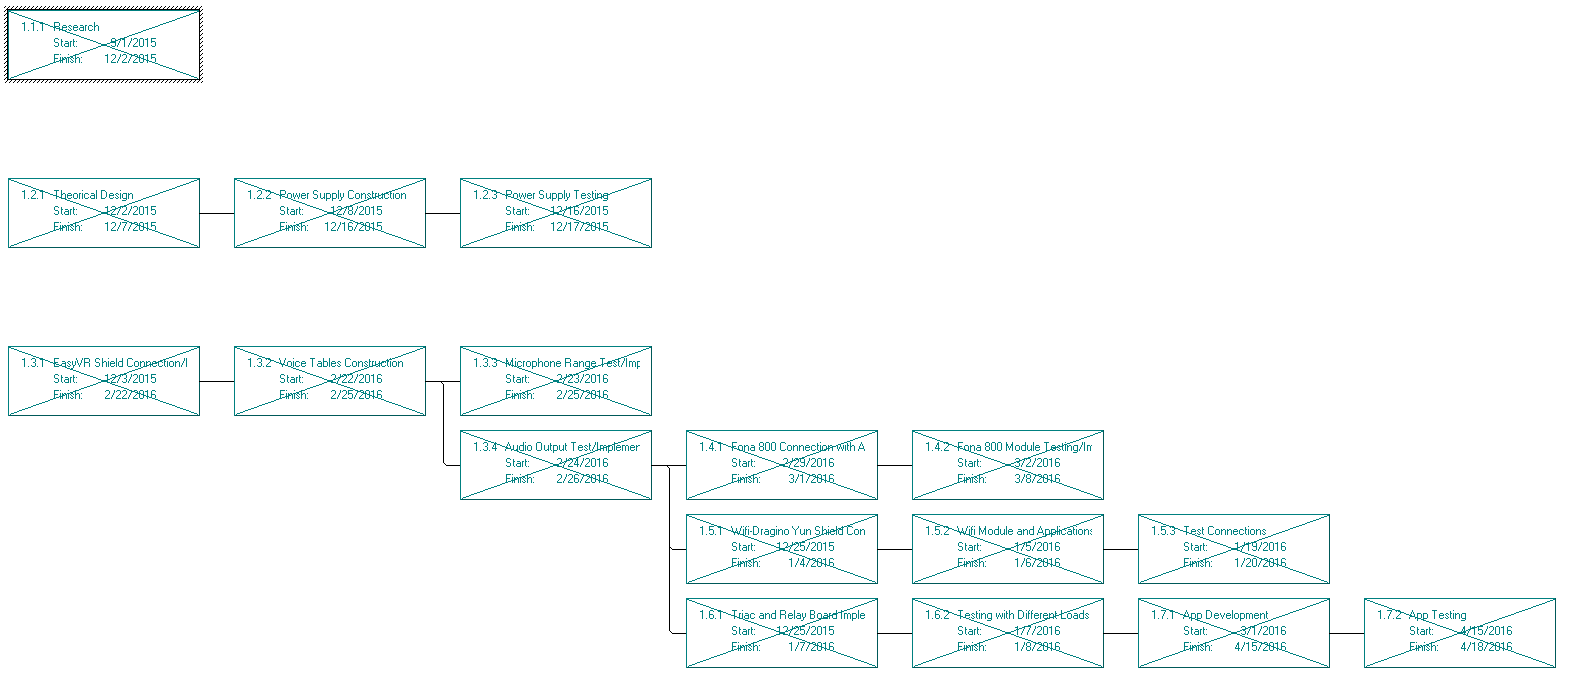 1.1.1 Research
Start: 9/1/2015
Finish: 12/2/2015
1.2.1 Theorical Design
Start: 12/2/2015
Finish: 12/7/2015
1.2.2 Power Supply Construction
Start: 12/8/2015
Finish: 12/16/2015
1.2.3 Power Supply Testing
Start: 12/16/2015
Finish: 12/17/2015
1.3.1 EasyVR Shield Connection/I
Start: 12/3/2015
Finish: 2/22/2016
1.3.2 Voice Tables Construction
Start: 2/22/2016
Finish: 2/25/2016
1.3.3 Microphone Range Test/Imp
Start: 2/23/2016
Finish: 2/25/2016
1.3.4 Audio Output Test/Implemer
Start: 2/24/2016
Finish: 2/26/2016
1.4.1 Fona 800 Connection with A
Start: 2/29/2016
Finish: 3/1/2016
1.4.2 Fona 800 Module Testing/Im
Start: 3/2/2016
Finish: 3/8/2016
1.5.1 Wifi-Dragino Yun Shield Con
Start: 12/25/2015
Finish: 1/4/2016
1.5.2 Wifi Module and Applications
Start: 1/5/2016
Finish: 1/6/2016
1.5.3 Test Connections
Start: 1/19/2016
Finish: 1/20/2016
1.6.1 Triac and Relay Board Imple
Start: 12/25/2015
Finish: 1/7/2016
1.6.2 Testing with Different Loads
Start: 1/7/2016
Finish: 1/8/2016
1.7.1 App Development
Start: 3/1/2016
Finish: 4/15/2016
1.7.2 App Testing
Start: 4/15/2016
Finish: 4/18/2016